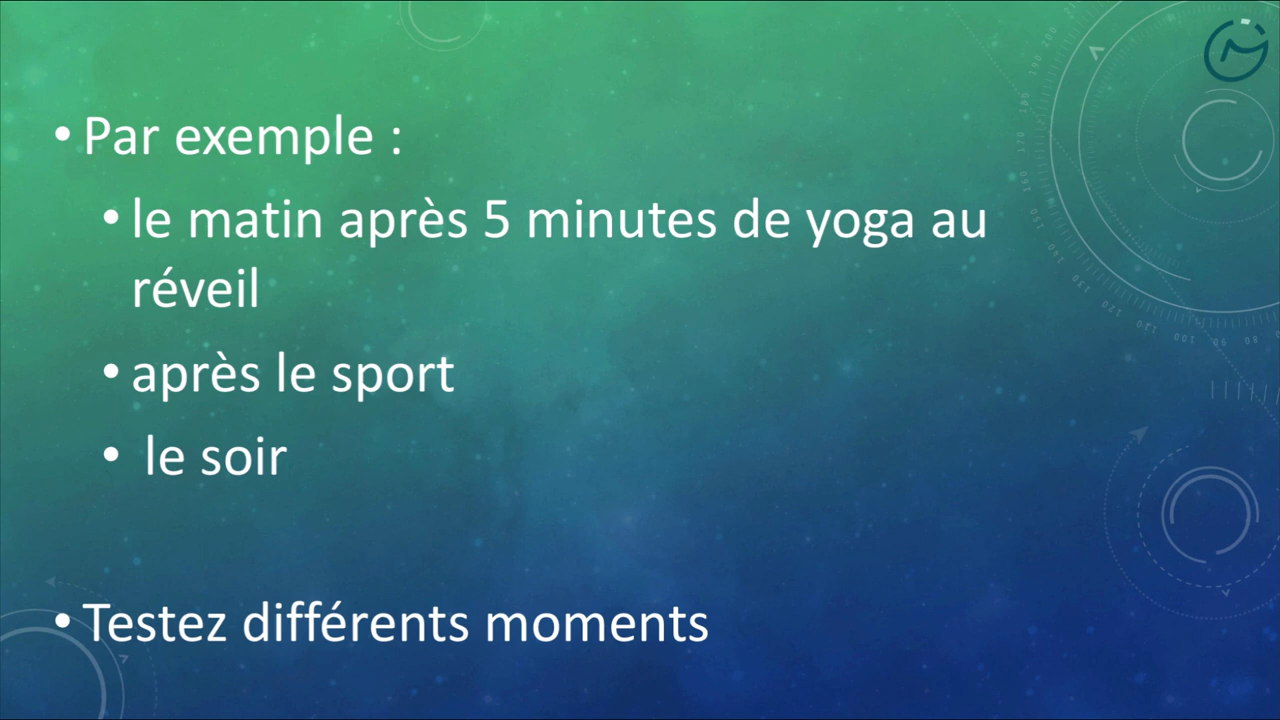 • Par exemple :
• le matin après 5 minutes de yoga au
réveil
• après le sport
• le soir
• Testez différents moments